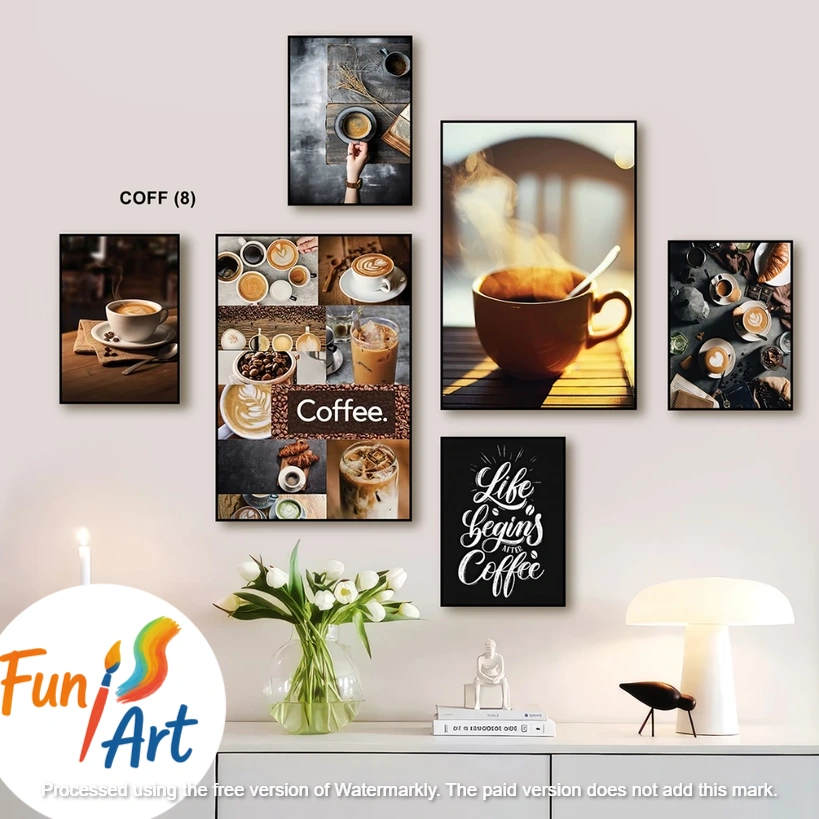 COFF (8)
Coffee.
Life
begins
AFTER
Coffee
Fun is
Art
Processed using the free version of Watermarkly. The paid version does not add this mark.